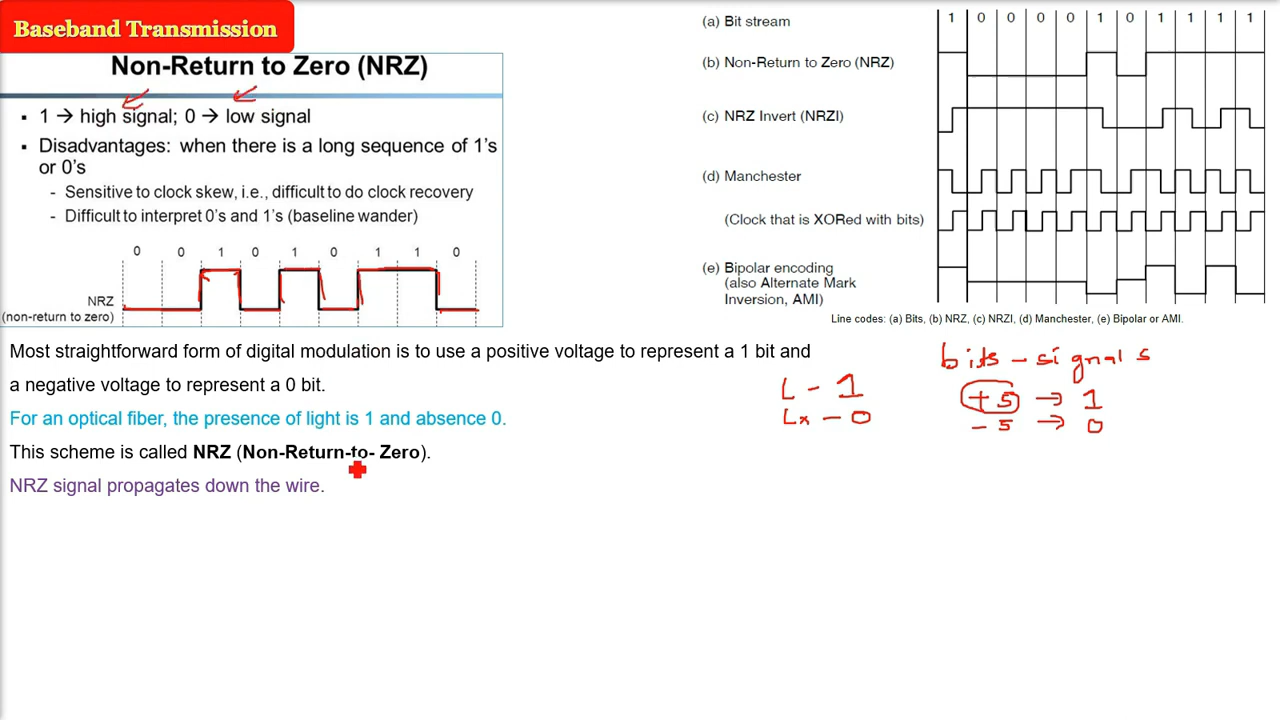 Baseband Transmission
Non-Return to Zero (NRZ)
▪ 1 → high signal; 0 → low signal
▪ Disadvantages: when there is a long sequence of 1's
or 0's
- Sensitive to clock skew, i.e., difficult to do clock recovery
- Difficult to interpret 0's and 1's (baseline wander)
0 0 1 0 1 0 1 1 0
NRZ
(non-return to zero)
(a) Bit stream 1 0 0 0 0 1 0 1 1 1 1
(b) Non-Return to Zero (NRZ)
(c) NRZ Invert (NRZI)
(d) Manchester
(Clock that is XORed with bits)
(e) Bipolar encoding
(also Alternate Mark
Inversion, AMI)
Line codes: (a) Bits, (b) NRZ, (c) NRZI, (d) Manchester, (e) Bipolar or AMI.
Most straightforward form of digital modulation is to use a positive voltage to represent a 1 bit and
a negative voltage to represent a 0 bit.
For an optical fiber, the presence of light is 1 and absence 0.
This scheme is called NRZ (Non-Return-to- Zero).
NRZ signal propagates down the wire.
L - 1
Lx - 0
bits - signals
+5 → 1
-5 → 0